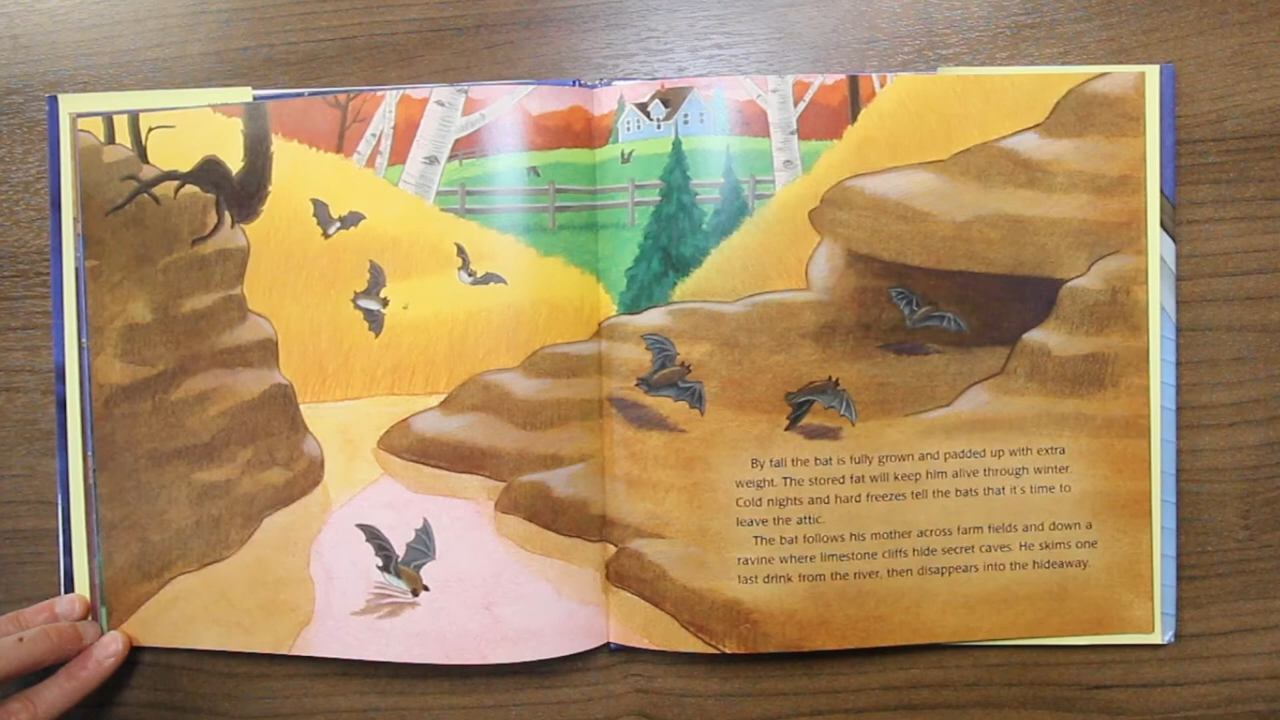 By fall the bat is fully grown and padded up with extra
weight. The stored fat will keep him alive through winter.
Cold nights and hard freezes tell the bats that it's time to
leave the attic.
The bat follows his mother across farm fields and down a
ravine where limestone cliffs hide secret caves. He skims one
last drink from the river, then disappears into the hideaway.